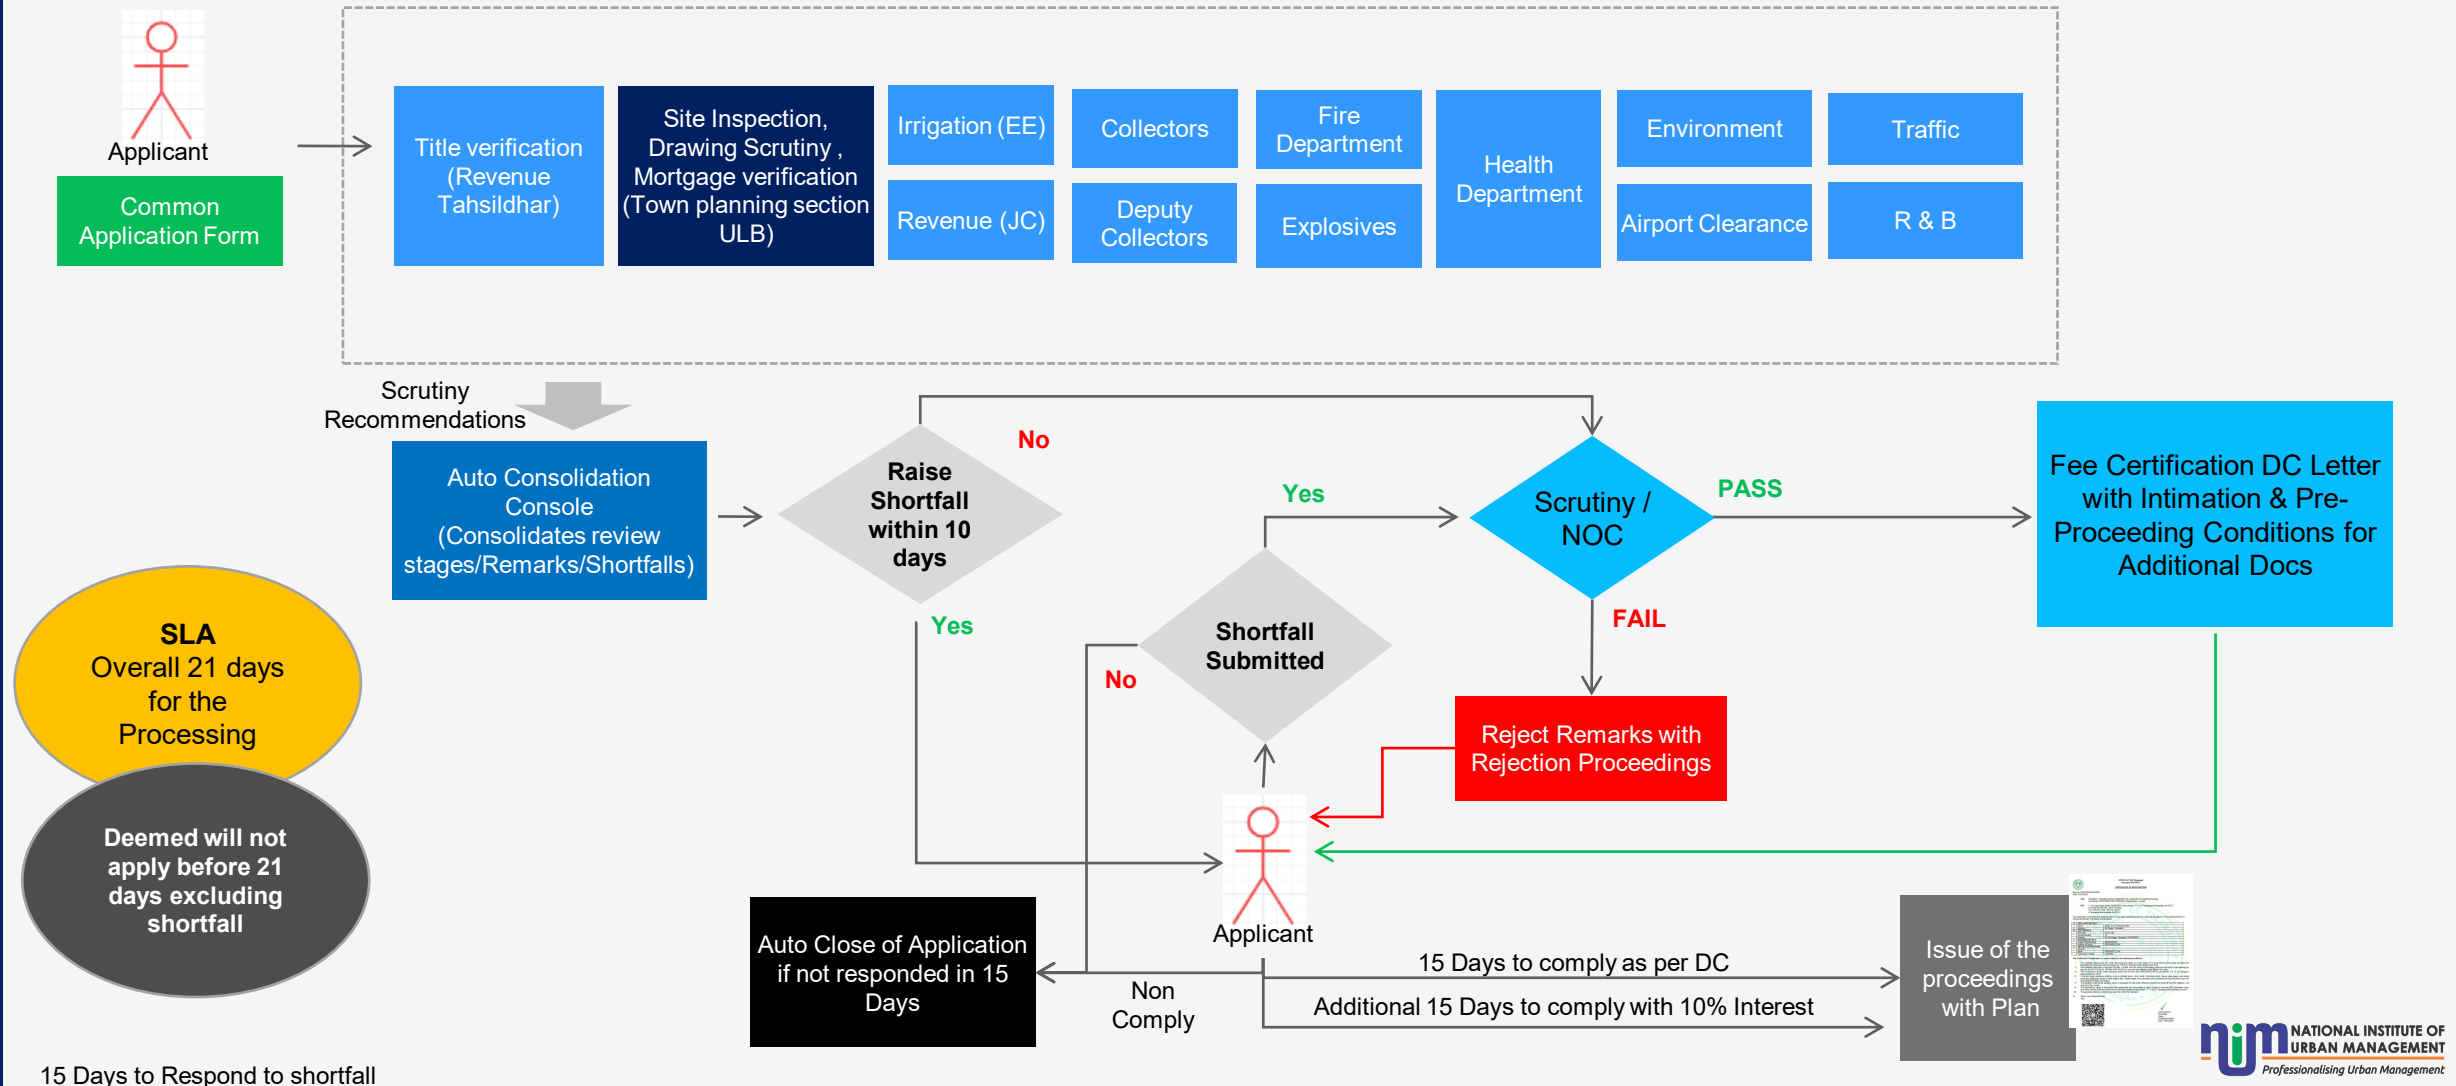 Applicant
Common
Application Form
Title verification
(Revenue
Tahsildhar)
Site Inspection,
Drawing Scrutiny ,
Mortgage verification
(Town planning section
ULB)
Irrigation (EE)
Revenue (JC)
Collectors
Deputy
Collectors
Fire
Department
Explosives
Health
Department
Environment
Airport Clearance
Traffic
R & B
Scrutiny
Recommendations
Auto Consolidation
Console
(Consolidates review
stages/Remarks/Shortfalls)
Raise
Shortfall
within 10
days
No
Yes
Shortfall
Submitted
Yes
No
Scrutiny /
NOC
PASS
FAIL
Fee Certification DC Letter
with Intimation & Pre-
Proceeding Conditions for
Additional Docs
Reject Remarks with
Rejection Proceedings
SLA
Overall 21 days
for the
Processing
Deemed will not
apply before 21
days excluding
shortfall
Applicant
Auto Close of Application
if not responded in 15
Days
Non
Comply
15 Days to comply as per DC
Additional 15 Days to comply with 10% Interest
Issue of the
proceedings
with Plan
15 Days to Respond to shortfall
nium
NATIONAL INSTITUTE OF
URBAN MANAGEMENT
Professionalising Urban Management